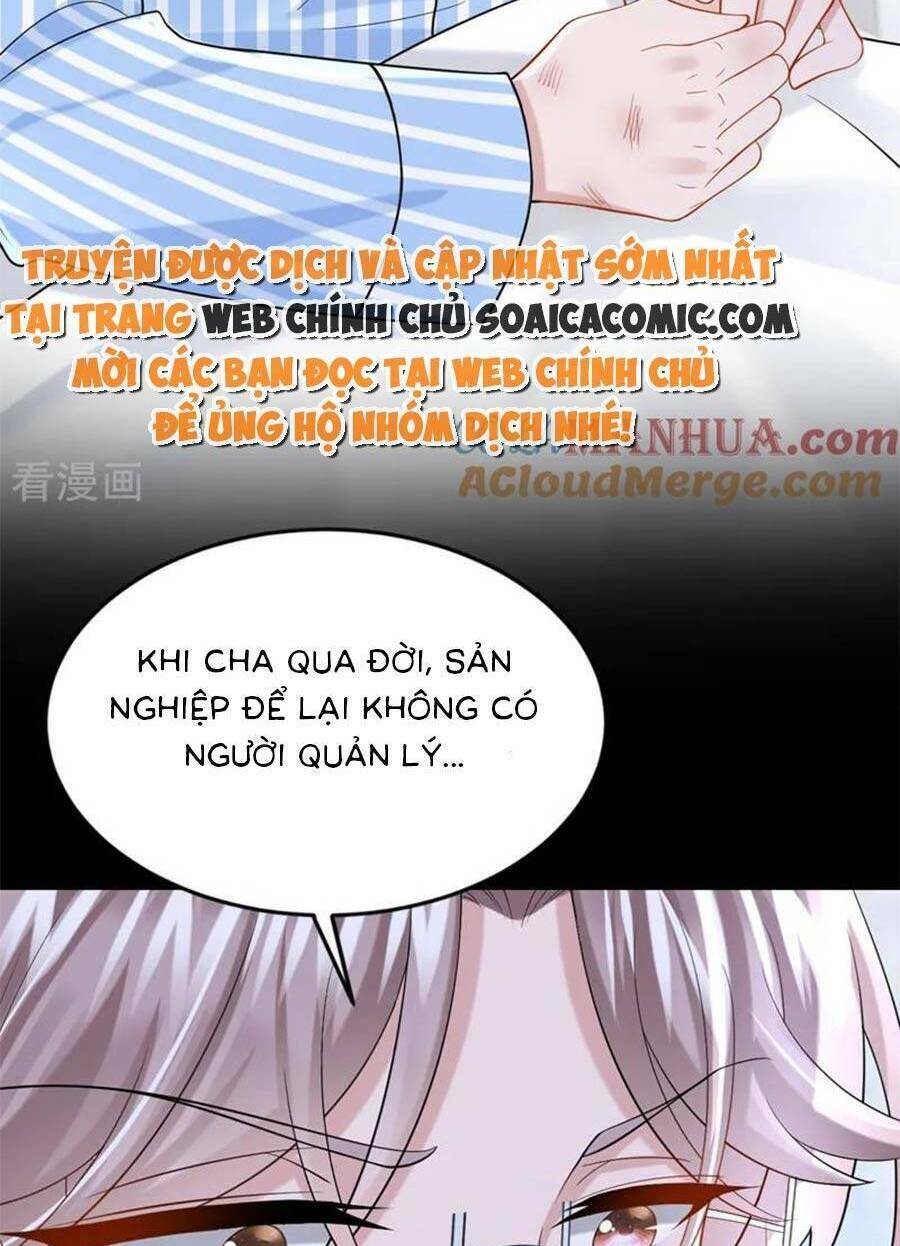 TRUYỆN ĐƯỢC DỊCH VÀ CẬP NHẬT SỚM NHẤT
TẠI TRANG WEB CHÍNH CHỦ SOAICACOMIC.COM
MỜI CÁC BẠN ĐỌC TẠI WEB CHÍNH CHỦ
ĐỂ ỦNG HỘ NHÓM DỊCH NHÉ!
MANHUA.com
ACloudMerge.com
看漫画
KHI CHA QUA ĐỜI, SẢN
NGHIỆP ĐỂ LẠI KHÔNG CÓ
NGƯỜI QUẢN LÝ...